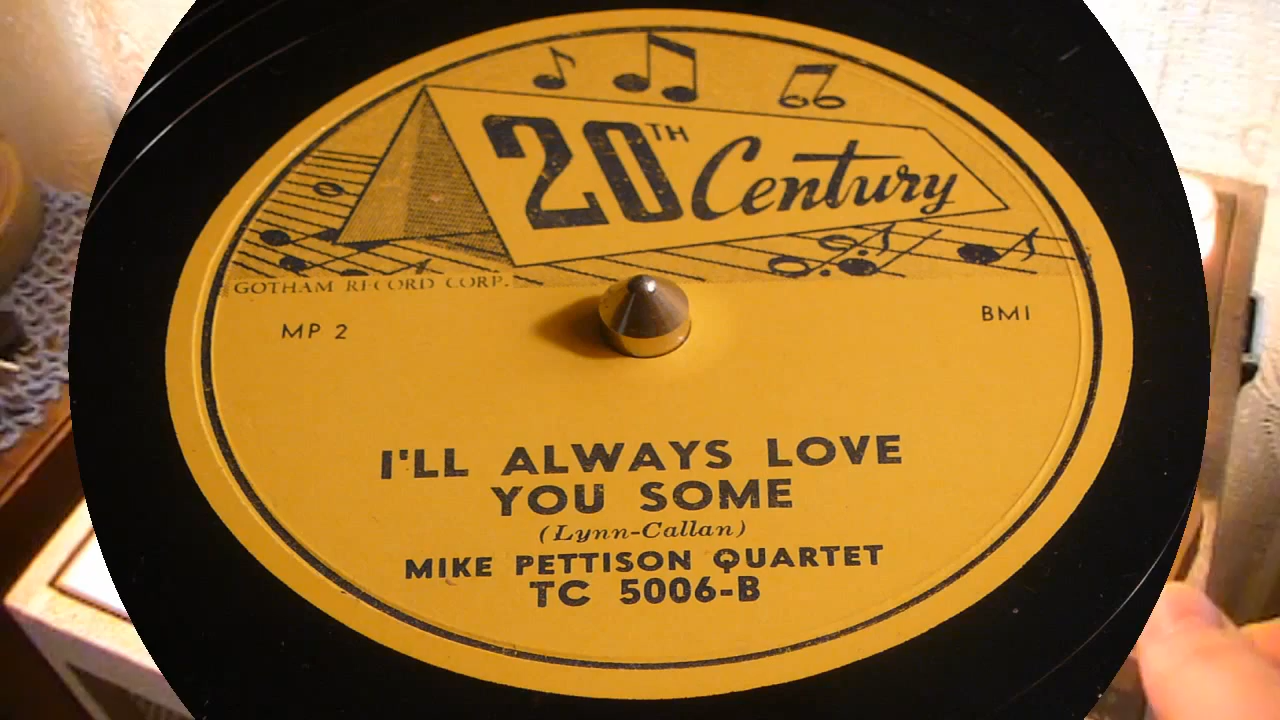 20TH Century
GOTHAM RECORD CORP.
MP 2
BMI
I'LL ALWAYS LOVE
YOU SOME
(Lynn-Callan)
MIKE PETTISON QUARTET
TC 5006-B